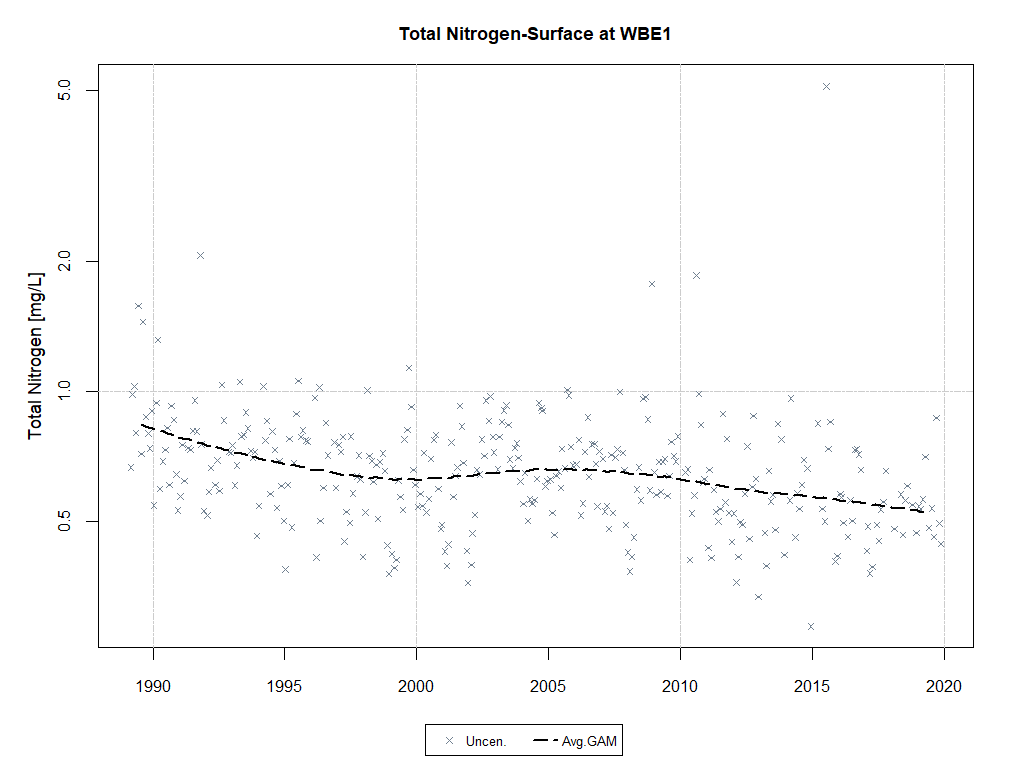 Total Nitrogen-Surface at WBE1
Total Nitrogen [mg/L]
5.0
2.0
1.0
0.5
1990 1995 2000 2005 2010 2015 2020
Uncen. Avg.GAM